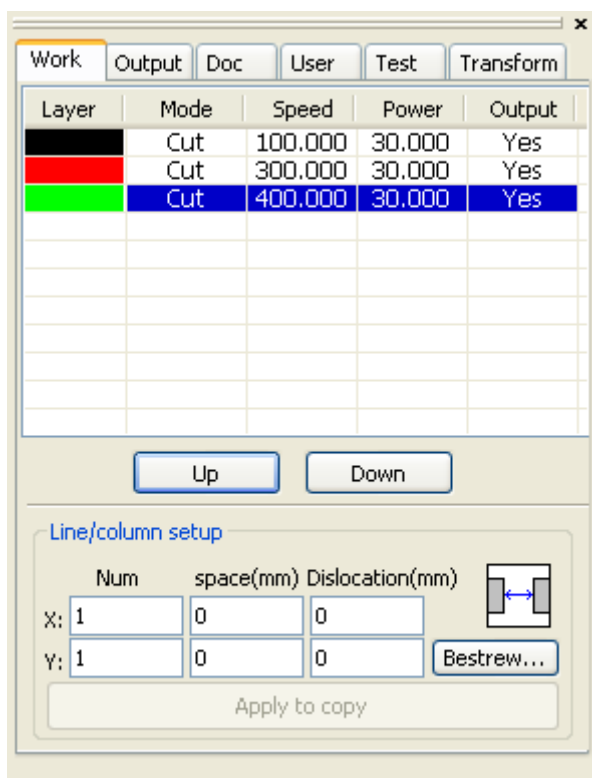 Work Output Doc User Test Transform
Layer Mode Speed Power Output
Cut 100.000 30.000 Yes
Cut 300.000 30.000 Yes
Cut 400.000 30.000 Yes
Up Down
Line/column setup
Num space(mm) Dislocation(mm)
X: 1 0 0
Y: 1 0 0 Bestrew...
Apply to copy